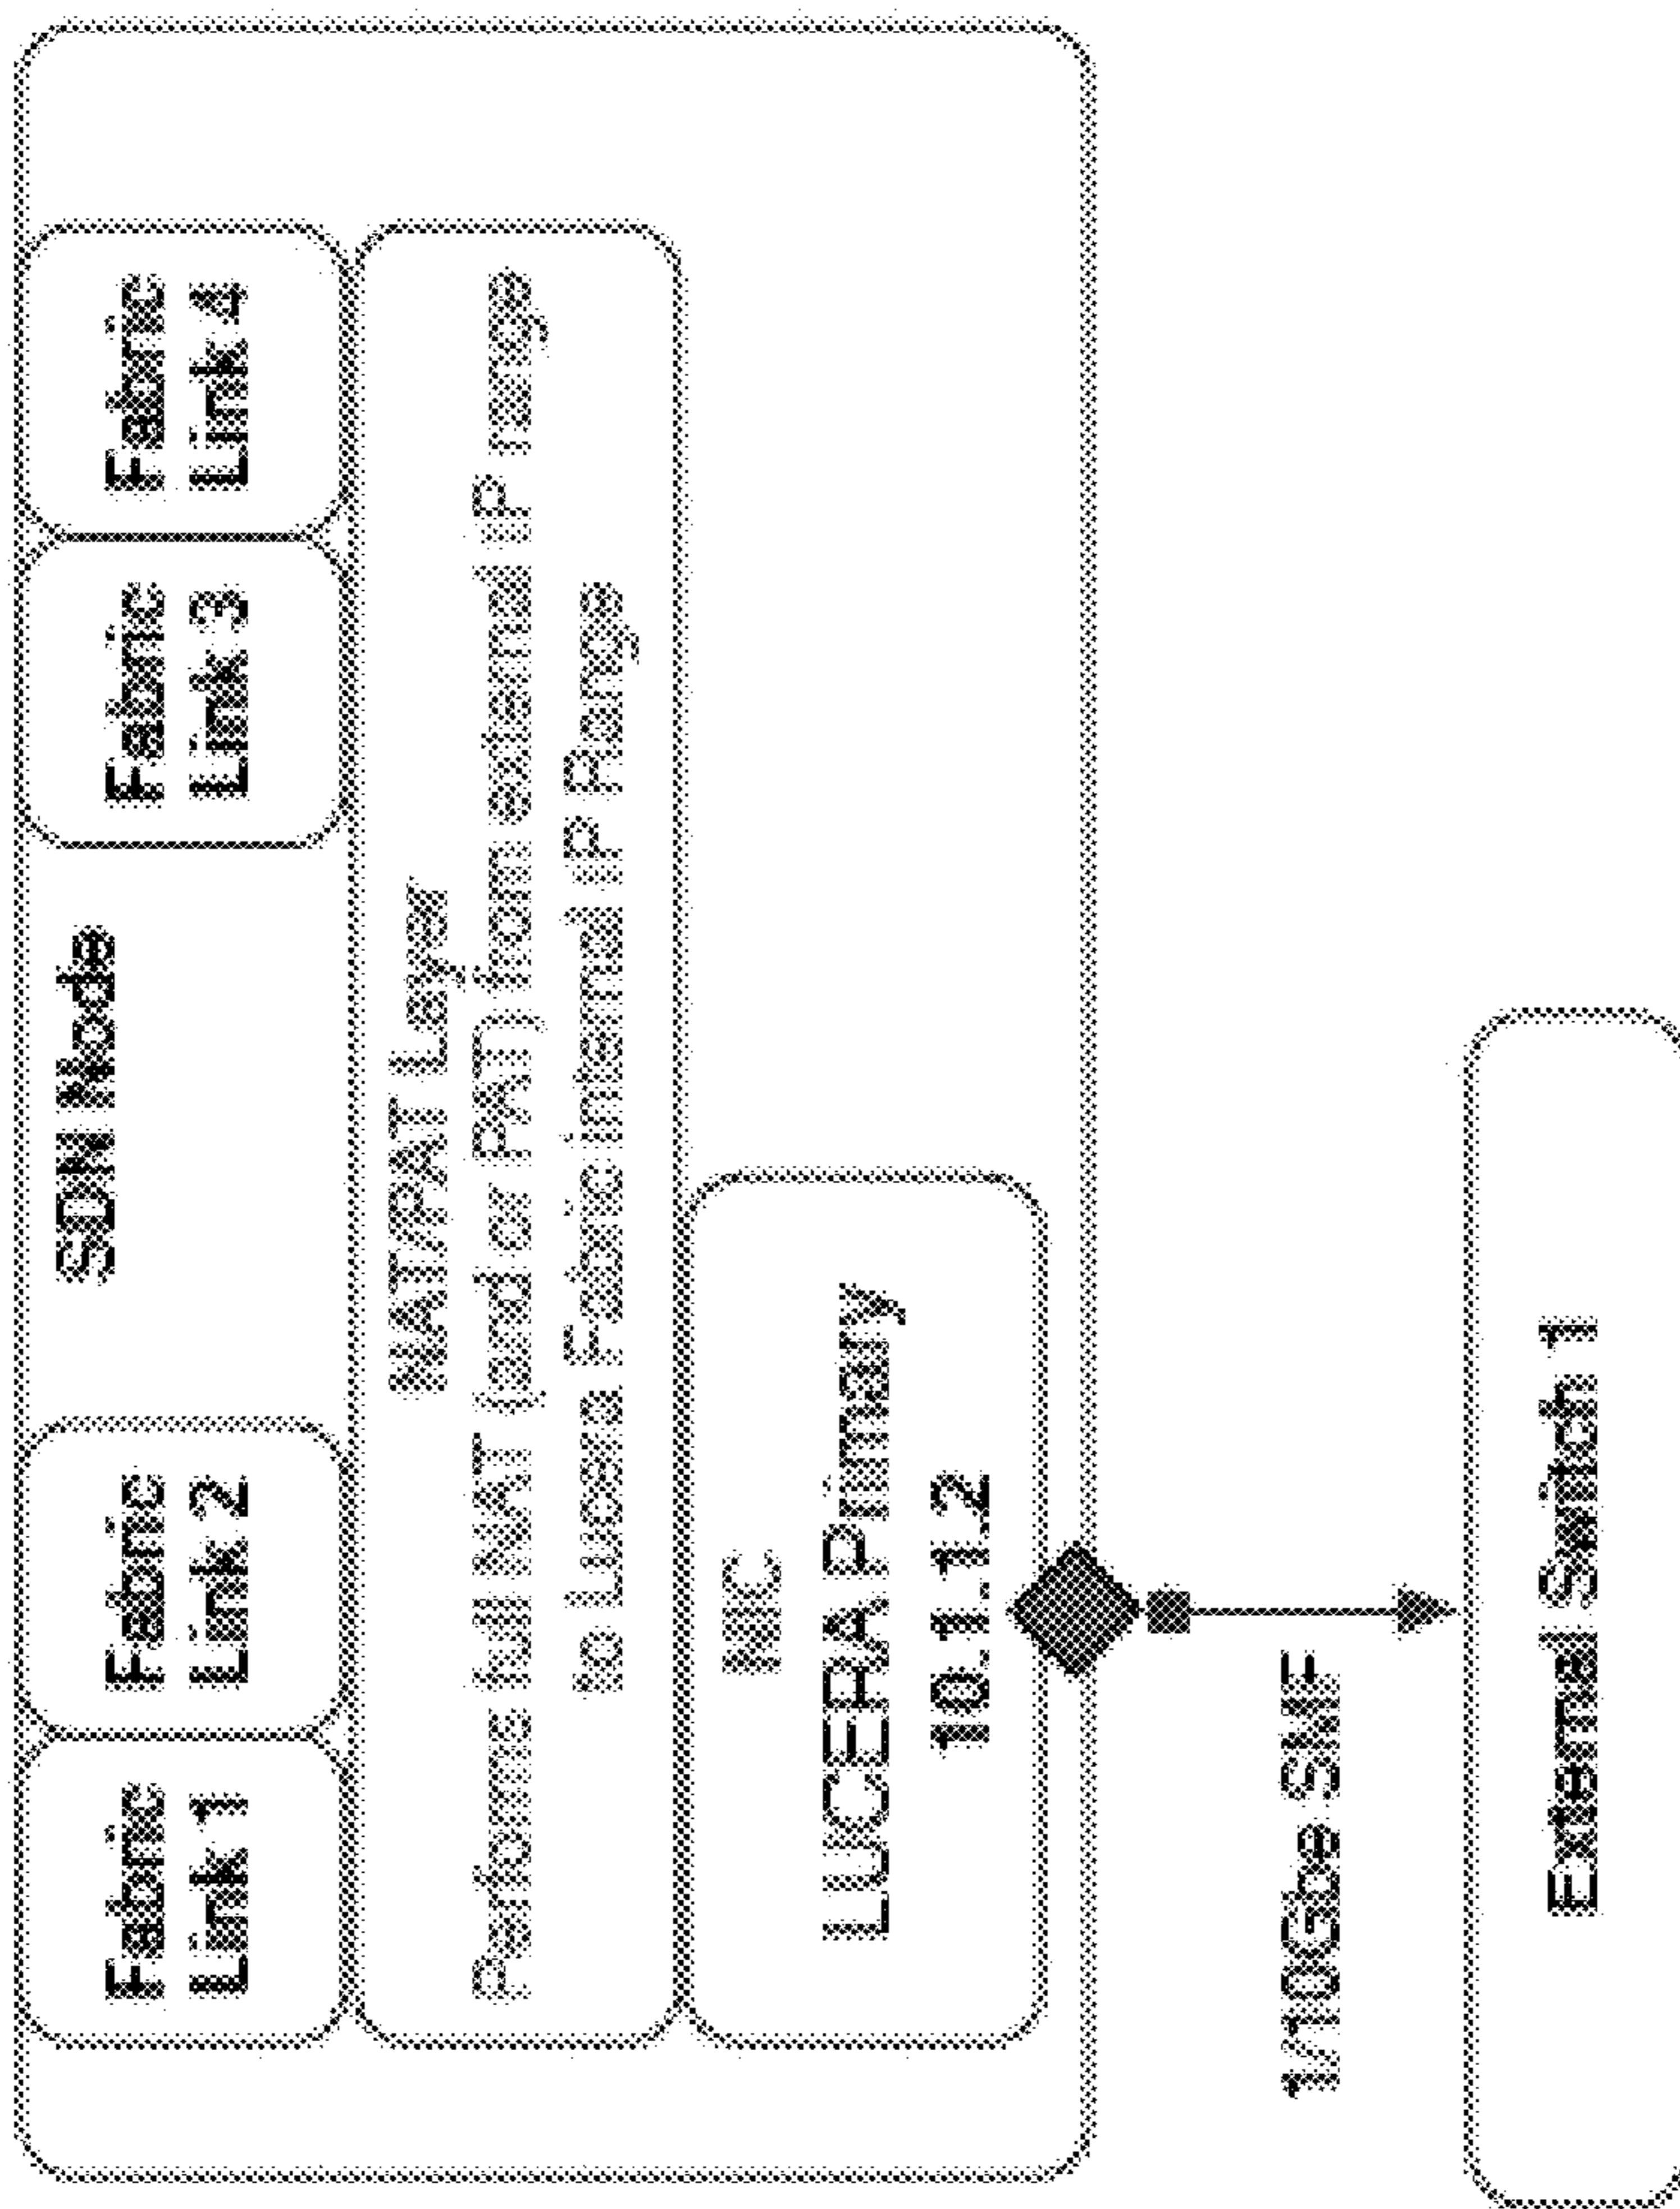 SDN Node
Fabric
Link 1
Fabric
Link 2
Fabric
Link 3
Fabric
Link 4
NAT/PAT Layer
Performs full NAT (and or PAT) from external IP range
to Lucera Fabric internal IP Range
NIC
LUCERA Primary
10.1.1.2
1/10Gbe SMF
External Switch 1